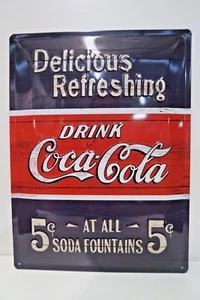 Delicious
Refreshing
DRINK
Coca-Cola
5¢ AT ALL 5¢
SODA FOUNTAINS